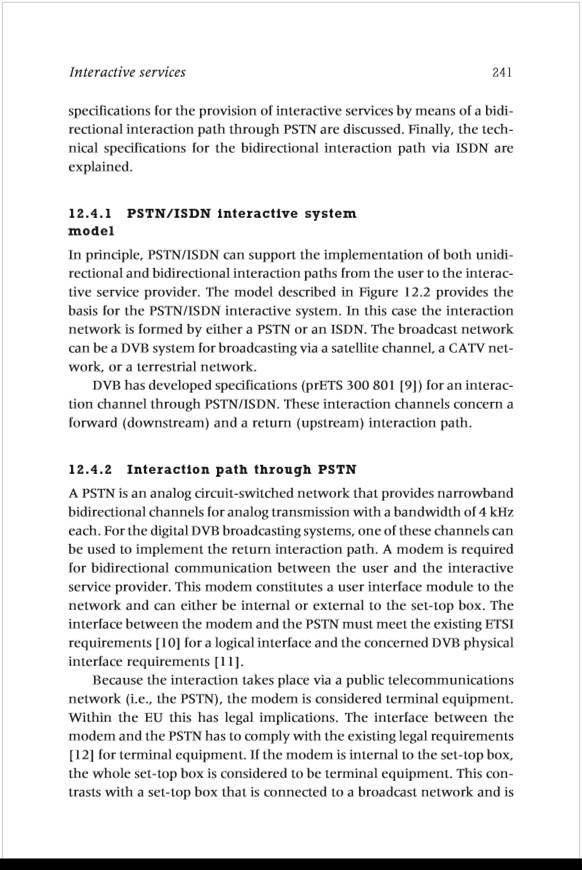 Interactive services 241
specifications for the provision of interactive services by means of a bidi-
rectional interaction path through PSTN are discussed. Finally, the tech-
nical specifications for the bidirectional interaction path via ISDN are
explained.
12.4.1 PSTN/ISDN interactive system
model
In principle, PSTN/ISDN can support the implementation of both unidi-
rectional and bidirectional interaction paths from the user to the interac-
tive service provider. The model described in Figure 12.2 provides the
basis for the PSTN/ISDN interactive system. In this case the interaction
network is formed by either a PSTN or an ISDN. The broadcast network
can be a DVB system for broadcasting via a satellite channel, a CATV net-
work, or a terrestrial network.
DVB has developed specifications (prETS 300 801 [9]) for an interac-
tion channel through PSTN/ISDN. These interaction channels concern a
forward (downstream) and a return (upstream) interaction path.
12.4.2 Interaction path through PSTN
A PSTN is an analog circuit-switched network that provides narrowband
bidirectional channels for analog transmission with a bandwidth of 4 kHz
each. For the digital DVB broadcasting systems, one of these channels can
be used to implement the return interaction path. A modem is required
for bidirectional communication between the user and the interactive
service provider. This modem constitutes a user interface module to the
network and can either be internal or external to the set-top box. The
interface between the modem and the PSTN must meet the existing ETSI
requirements [10] for a logical interface and the concerned DVB physical
interface requirements [11].
Because the interaction takes place via a public telecommunications
network (i.e., the PSTN), the modem is considered terminal equipment.
Within the EU this has legal implications. The interface between the
modem and the PSTN has to comply with the existing legal requirements
[12] for terminal equipment. If the modem is internal to the set-top box,
the whole set-top box is considered to be terminal equipment. This con-
trasts with a set-top box that is connected to a broadcast network and is